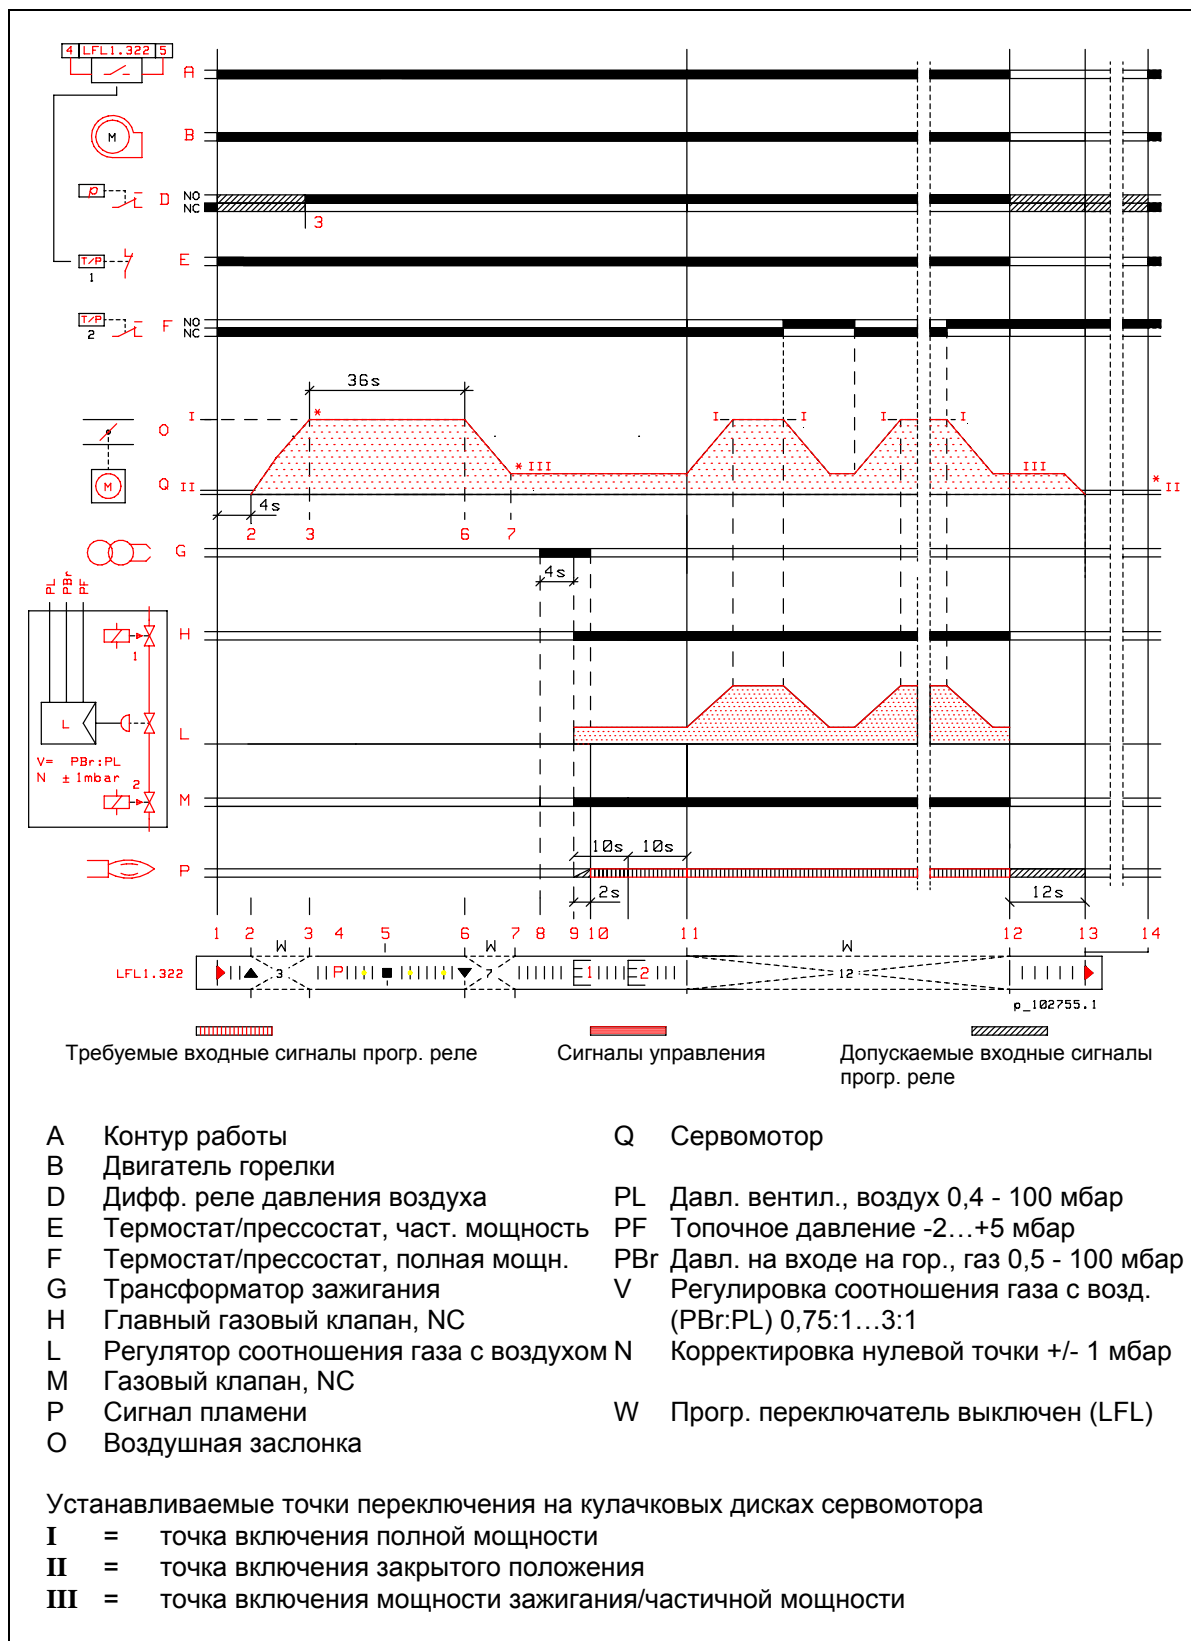 4 LFL1.322 5
A
M B
p D NO
NC
3
T/P E
1
T/P F NO
2 NC
36s
I * I I I I
O
* III III
M Q II * II
4s
2 3 6 7
G
PL PBr PF
4s
H
1
L
L
V= PBr:PL
N ± 1mbar
2
M
10s 10s
P
2s 12s
1 2 3 4 5 6 7 8 9 10 11 12 13 14
W W W
LFL1.322 3 P 7 1 2 12
p_102755.1
Требуемые входные сигналы прогр. реле
Сигналы управления
Допускаемые входные сигналы
прогр. реле
A Контур работы
B Двигатель горелки
D Дифф. реле давления воздуха
E Термостат/прессостат, част. мощность
F Термостат/прессостат, полная мощн.
G Трансформатор зажигания
H Главный газовый клапан, NC
L Регулятор соотношения газа с воздухом
M Газовый клапан, NC
P Сигнал пламени
O Воздушная заслонка
Q Сервомотор
PL Давл. вентил., воздух 0,4 - 100 мбар
PF Топочное давление -2…+5 мбар
PBr Давл. на входе на гор., газ 0,5 - 100 мбар
V Регулировка соотношения газа с возд.
(PBr:PL) 0,75:1…3:1
N Корректировка нулевой точки +/- 1 мбар
W Прогр. переключатель выключен (LFL)
Устанавливаемые точки переключения на кулачковых дисках сервомотора
I = точка включения полной мощности
II = точка включения закрытого положения
III = точка включения мощности зажигания/частичной мощности